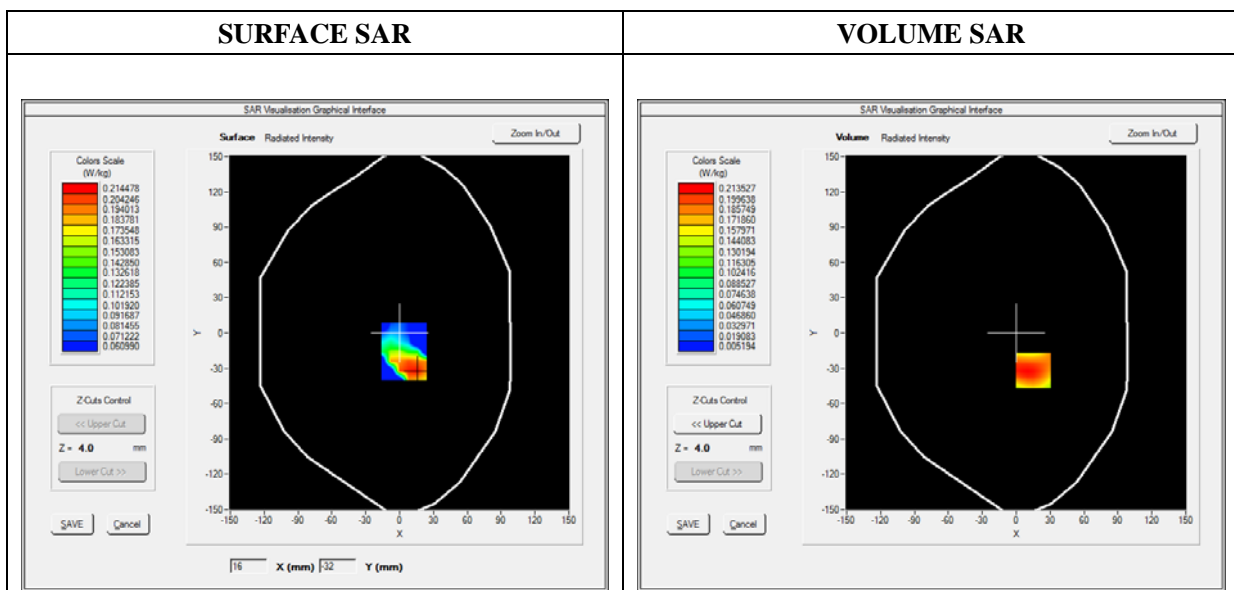 SURFACE SAR
VOLUME SAR
SAR Visualisation Graphical Interface
Surface Radiated Intensity
Zoom In/Out
Colors Scale
(W/kg)
0.214478
0.204246
0.194013
0.183781
0.173548
0.163315
0.153083
0.142850
0.132618
0.122385
0.112153
0.101920
0.091687
0.081455
0.071222
0.060990
150
120
90
60
30
0
-30
-60
-90
-120
-150
Y
-150 -120 -90 -60 -30 0 30 60 90 120 150
X
Z-Cuts Control
<< Upper Cut
Z = 4.0 mm
Lower Cut >>
SAVE Cancel
16 X (mm) -32 Y (mm)
SAR Visualisation Graphical Interface
Volume Radiated Intensity
Zoom In/Out
Colors Scale
(W/kg)
0.213527
0.199638
0.185749
0.171860
0.157971
0.144083
0.130194
0.116305
0.102416
0.088527
0.074638
0.060749
0.046860
0.032971
0.019083
0.005194
150
120
90
60
30
0
-30
-60
-90
-120
-150
Y
-150 -120 -90 -60 -30 0 30 60 90 120 150
X
Z-Cuts Control
<< Upper Cut
Z = 4.0 mm
Lower Cut >>
SAVE Cancel